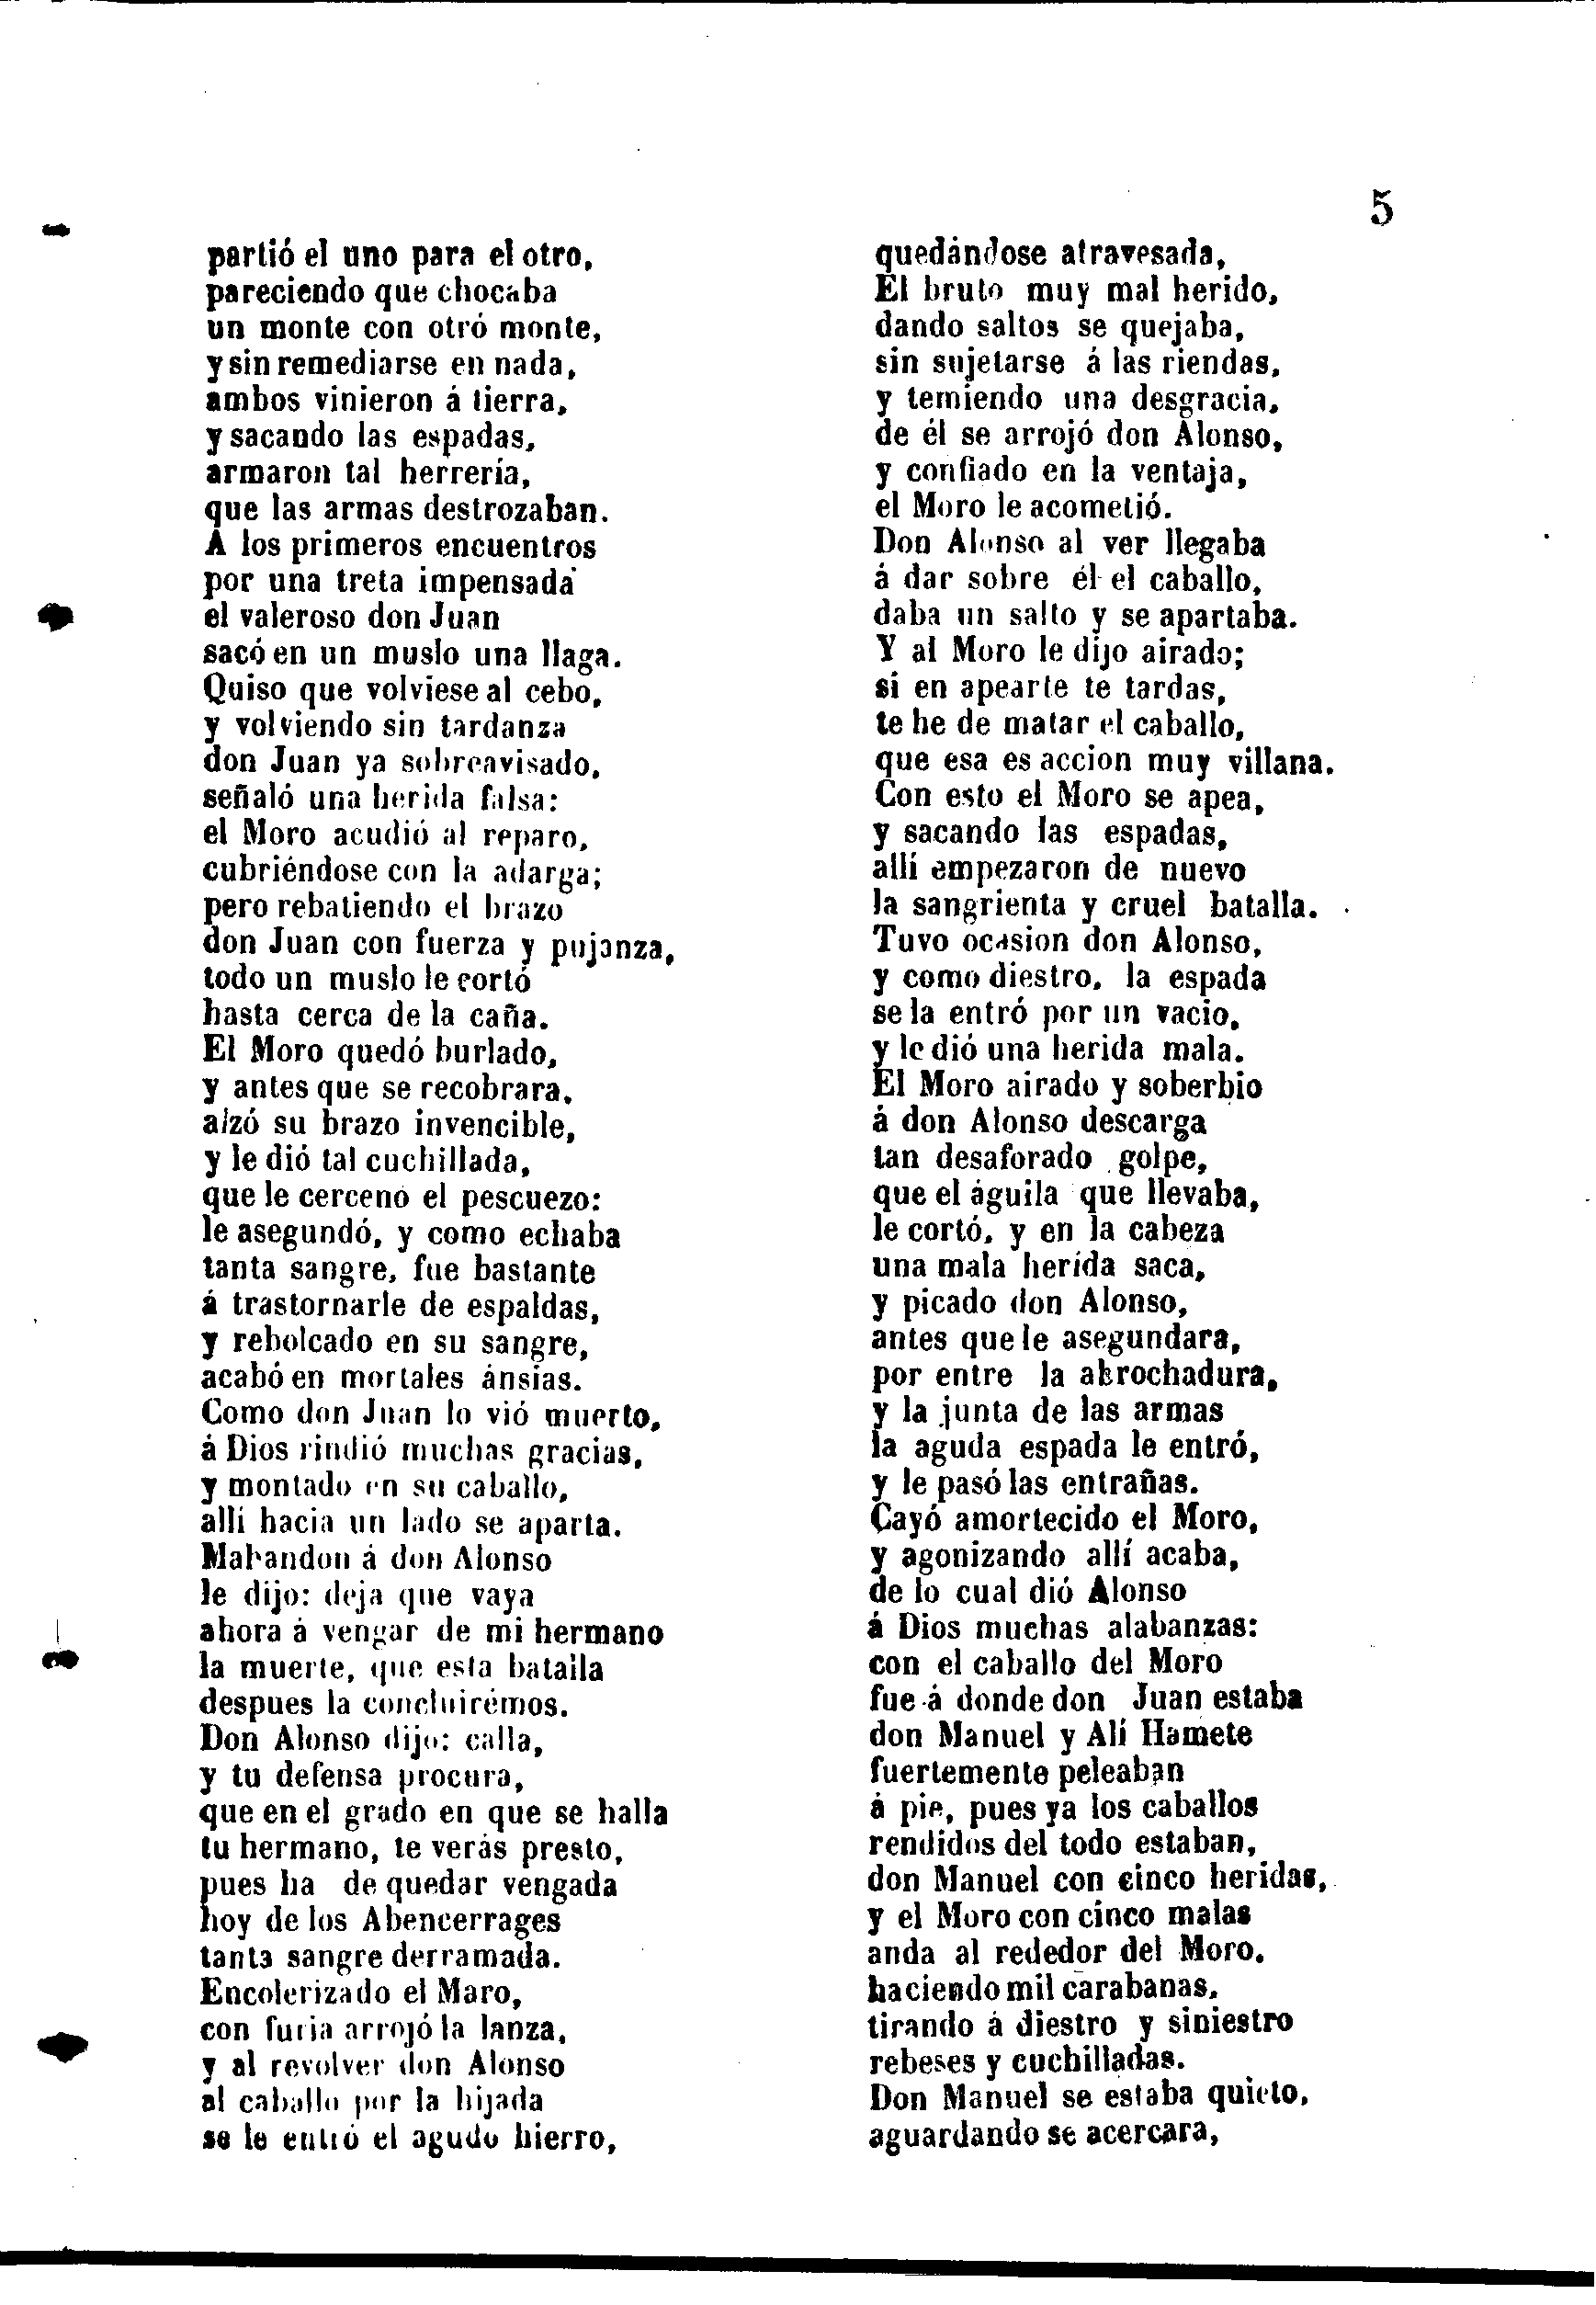 5
partió el uno para el otro,
pareciendo que chocaba
un monte con otró monte,
y sin remediarse en nada,
ambos vinieron á tierra,
y sacando las espadas,
armaron tal herrería,
que las armas destrozaban.
A los primeros encuentros
por una treta impensada
el valeroso don Juan
sacó en un muslo una llaga.
Quiso que volviese al cebo,
y volviendo sin tardanza
don Juan ya sobreavisado,
señaló una herida falsa:
el Moro acudió al reparo,
cubriéndose con la adarga;
pero rebatiendo el brazo
don Juan con fuerza y pujanza,
todo un muslo le cortó
hasta cerca de la caña.
El Moro quedó burlado,
y antes que se recobrara,
alzó su brazo invencible,
y le dió tal cuchillada,
que le cercenó el pescuezo:
le asegundó, y como echaba
tanta sangre, fue bastante
á trastornarle de espaldas,
y rebolcado en su sangre,
acabó en mortales ánsias.
Como don Juan lo vió muerto,
á Dios rindió muchas gracias,
y montado en su caballo,
allí hacia un lado se aparta.
Mahandon á don Alonso
le dijo: deja que vaya
ahora á vengar de mi hermano
la muerte, que esta batalla
despues la concluirémos.
Don Alonso dijo: calla,
y tu defensa procura,
que en el grado en que se halla
tu hermano, te verás presto,
pues ha de quedar vengada
hoy de los Abencerrages
tanta sangre derramada.
Encolerizado el Maro,
con furia arrojó la lanza,
y al revolver don Alonso
al caballo por la hijada
se le entró el agudo hierro,
quedándose atravesada,
El bruto muy mal herido,
dando saltos se quejaba,
sin sujetarse á las riendas,
y temiendo una desgracia,
de él se arrojó don Alonso,
y confiado en la ventaja,
el Moro le acometió.
Don Alonso al ver llegaba
á dar sobre él el caballo,
daba un salto y se apartaba.
Y al Moro le dijo airado;
si en apearte te tardas,
te he de matar el caballo,
que esa es accion muy villana.
Con esto el Moro se apea,
y sacando las espadas,
allí empezaron de nuevo
la sangrienta y cruel batalla.
Tuvo ocasion don Alonso,
y como diestro, la espada
se la entró por un vacio,
y le dió una herida mala.
El Moro airado y soberbio
á don Alonso descarga
tan desaforado golpe,
que el águila que llevaba,
le cortó, y en la cabeza
una mala herída saca,
y picado don Alonso,
antes que le asegundara,
por entre la abrochadura,
y la junta de las armas
la aguda espada le entró,
y le pasó las entrañas.
Cayó amortecido el Moro,
y agonizando allí acaba,
de lo cual dió Alonso
á Dios muchas alabanzas:
con el caballo del Moro
fue á donde don Juan estaba
don Manuel y Alí Hamete
fuertemente peleaban
á pie, pues ya los caballos
rendidos del todo estaban,
don Manuel con cinco heridas,
y el Moro con cinco malas
anda al rededor del Moro.
haciendo mil carabanas,
tirando á diestro y siniestro
rebeses y cuchilladas.
Don Manuel se estaba quieto,
aguardando se acercara,